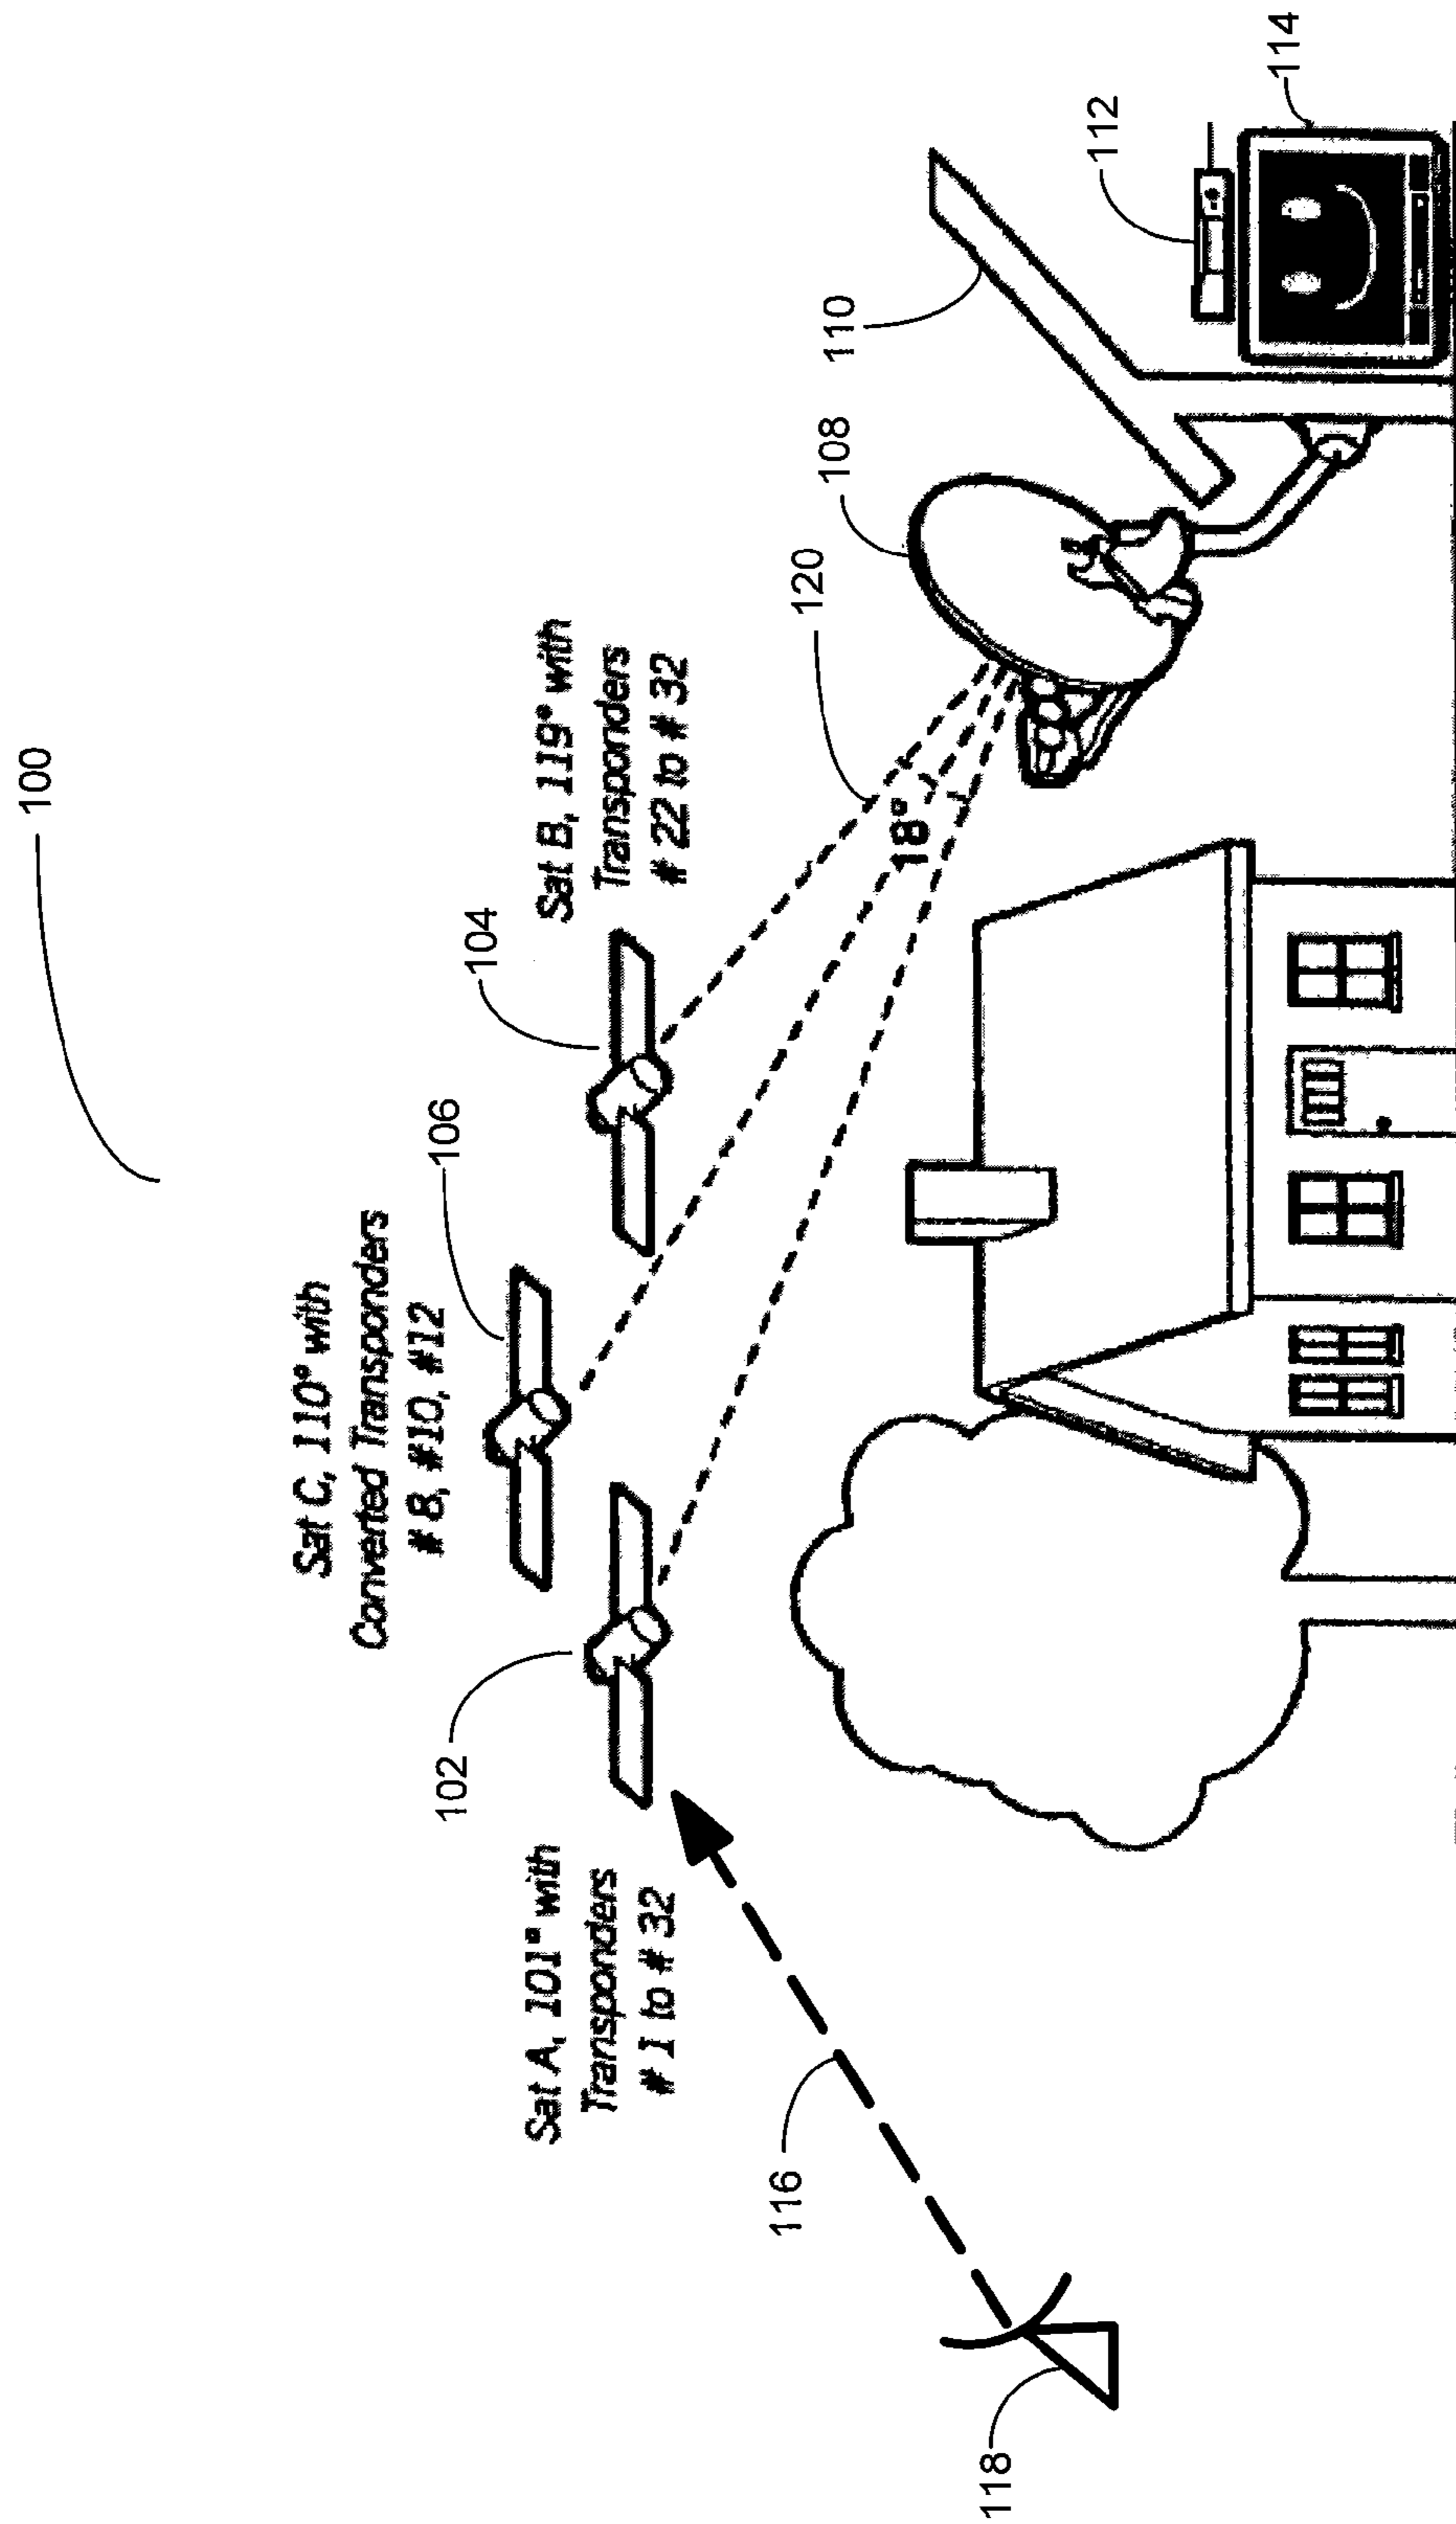 100
Sat C, 110° with
Converted Transponders
# 8, #10, #12
106
104
Sat B, 119° with
Transponders
# 22 to # 32
102
Sat A, 101° with
Transponders
# 1 to # 32
116
118
120
18°
108
110
112
114